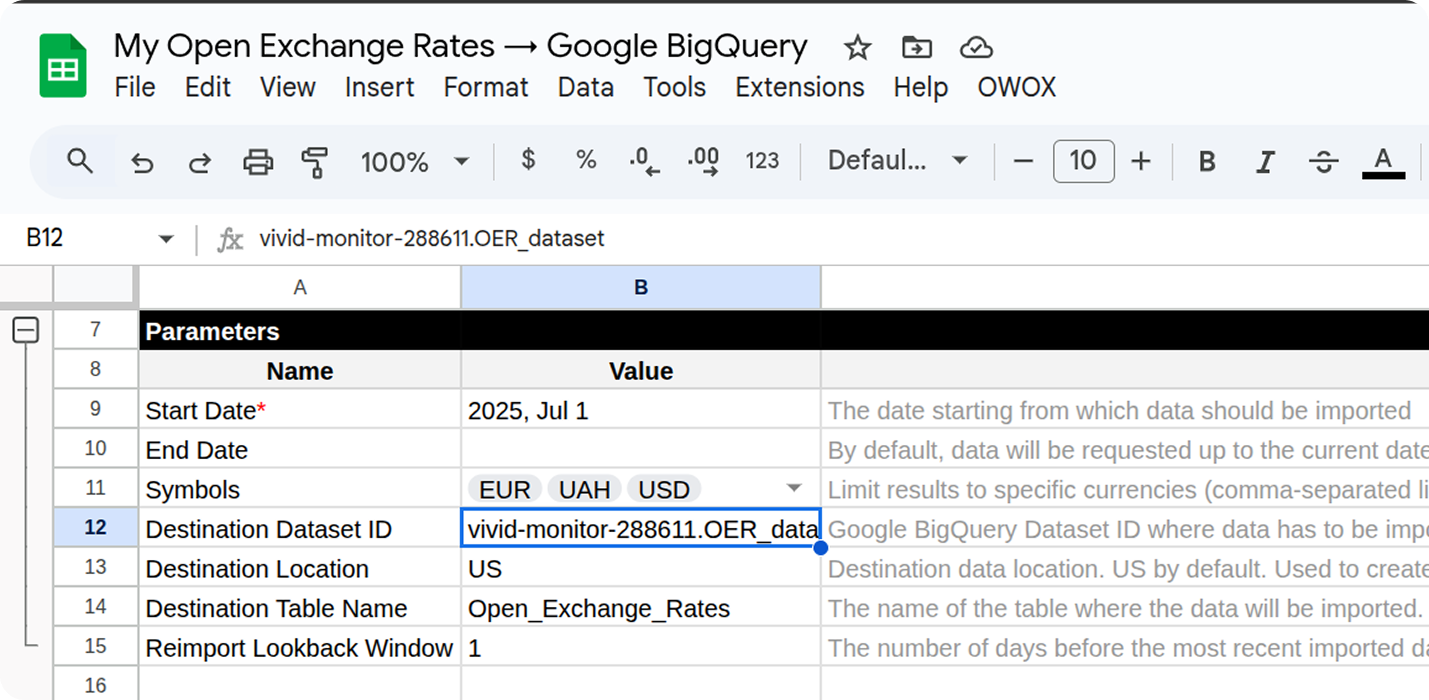 My Open Exchange Rates → Google BigQuery
File Edit View Insert Format Data Tools Extensions Help OWOX
100% $ % .0 .00 123 Defaul... 10 B I S A
B12 fx vivid-monitor-288611.OER_dataset
A B
7 Parameters
8 Name Value
9 Start Date* 2025, Jul 1 The date starting from which data should be imported
10 End Date By default, data will be requested up to the current date
11 Symbols EUR UAH USD Limit results to specific currencies (comma-separated li
12 Destination Dataset ID vivid-monitor-288611.OER_data Google BigQuery Dataset ID where data has to be impo
13 Destination Location US Destination data location. US by default. Used to create
14 Destination Table Name Open_Exchange_Rates The name of the table where the data will be imported.
15 Reimport Lookback Window 1 The number of days before the most recent imported da
16